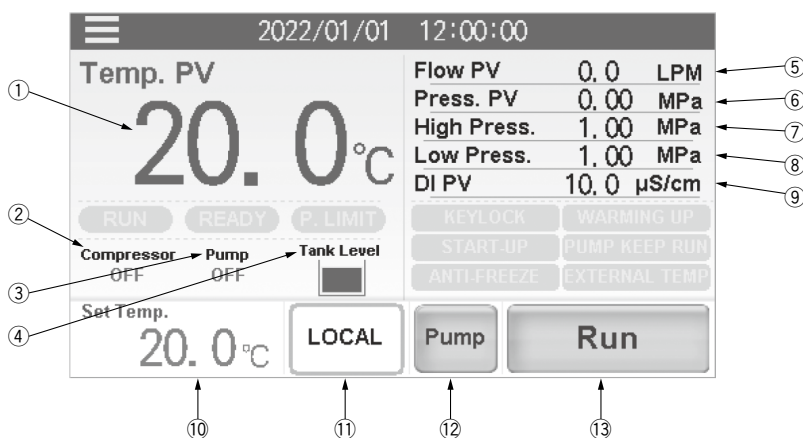 2022/01/01 12:00:00
Temp. PV
① 20.0°C
Flow PV 0.0 LPM ⑤
Press. PV 0.00 MPa ⑥
High Press. 1.00 MPa ⑦
Low Press. 1.00 MPa ⑧
DI PV 10.0 µS/cm ⑨
RUN READY P. LIMIT
KEYLOCK WARMING UP
START-UP PUMP KEEP RUN
ANTI-FREEZE EXTERNAL TEMP
② Compressor Pump Tank Level
③ OFF OFF
④ Set Temp.
20.0°C
LOCAL
Pump
Run
⑩ ⑪ ⑫ ⑬